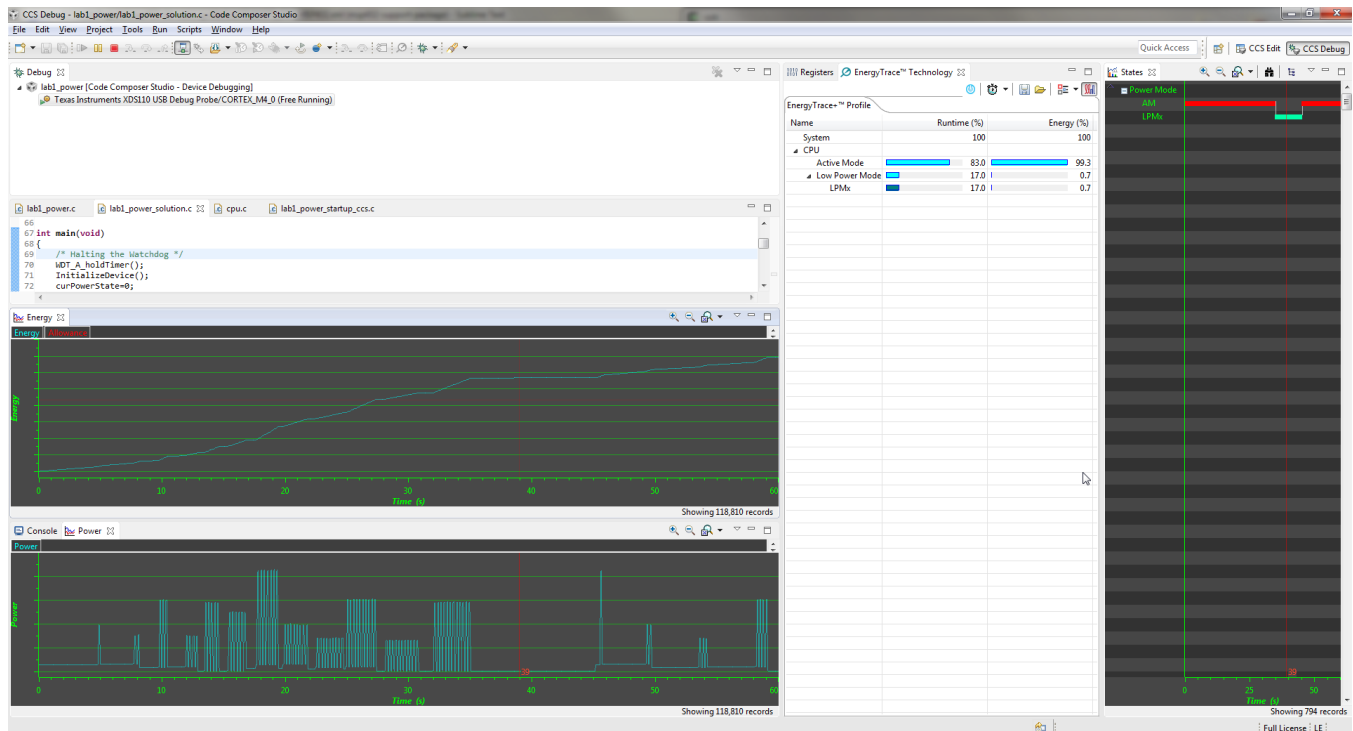 CCS Debug - lab1_power/lab1_power_solution.c - Code Composer Studio
File Edit View Project Tools Run Scripts Window Help
Quick Access CCS Edit CCS Debug
Debug
lab1_power [Code Composer Studio - Device Debugging]
Texas Instruments XDS110 USB Debug Probe/CORTEX_M4_0 (Free Running)
lab1_power.c lab1_power_solution.c cpu.c lab1_power_startup_ccs.c
66
67 int main(void)
68 {
69 /* Halting the Watchdog */
70 WDT_A_holdTimer();
71 InitializeDevice();
72 curPowerState=0;
Energy
Energy Allowance
Energy
0 10 20 30 40 50 60
Time (s)
Showing 118,810 records
Console Power
Power
Power
39
0 10 20 30 40 50 60
Time (s)
Showing 118,810 records
Registers EnergyTrace™ Technology
EnergyTrace+™ Profile
Name Runtime (%) Energy (%)
System 100 100
CPU
Active Mode 83.0 99.3
Low Power Mode 17.0 0.7
LPMx 17.0 0.7
States
Power Mode
AM
LPMx
39
0 25 50
Time (s)
Showing 794 records
Full License LE